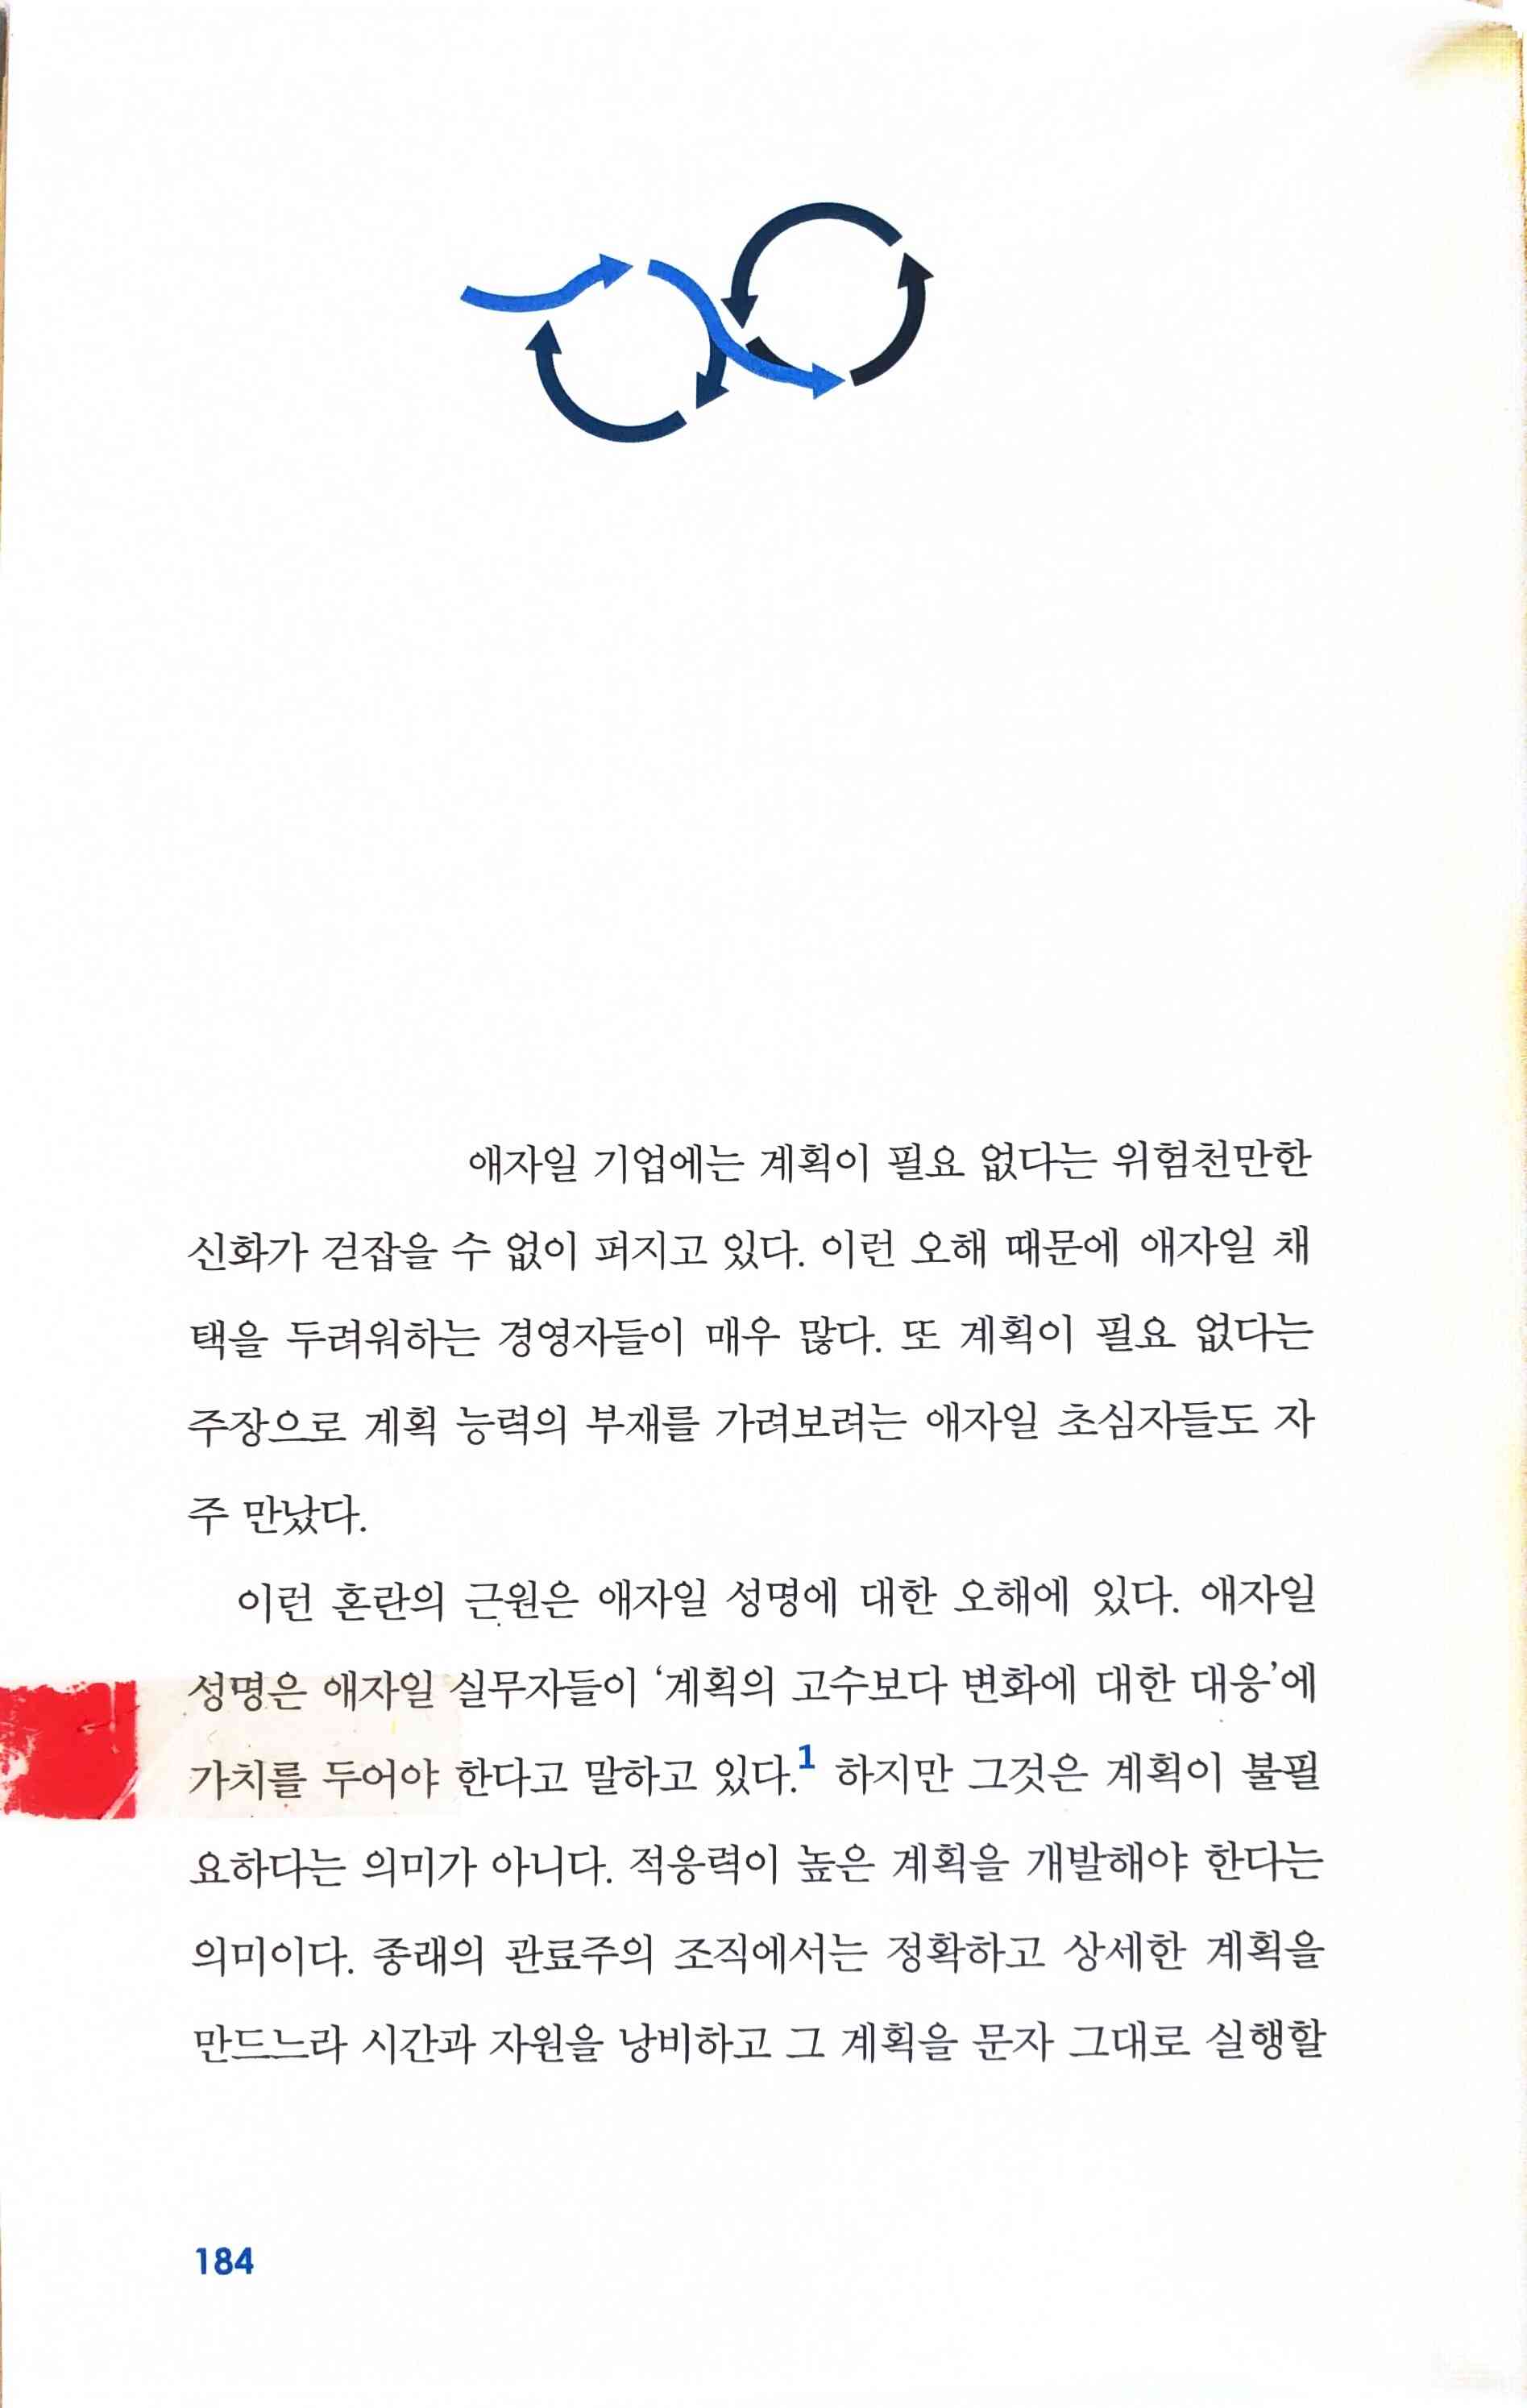 애자일 기업에는 계획이 필요 없다는 위험천만한
신화가 걷잡을 수 없이 퍼지고 있다. 이런 오해 때문에 애자일 채
택을 두려워하는 경영자들이 매우 많다. 또 계획이 필요 없다는
주장으로 계획 능력의 부재를 가려보려는 애자일 초심자들도 자
주 만났다.
이런 혼란의 근원은 애자일 성명에 대한 오해에 있다. 애자일
성명은 애자일 실무자들이 ‘계획의 고수보다 변화에 대한 대응’에
가치를 두어야 한다고 말하고 있다.1 하지만 그것은 계획이 불필
요하다는 의미가 아니다. 적응력이 높은 계획을 개발해야 한다는
의미이다. 종래의 관료주의 조직에서는 정확하고 상세한 계획을
만드느라 시간과 자원을 낭비하고 그 계획을 문자 그대로 실행할
184